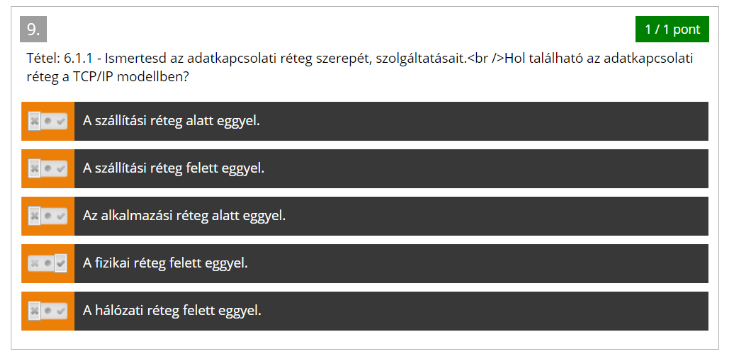 9.
1 / 1 pont
Tétel: 6.1.1 - Ismertesd az adatkapcsolati réteg szerepét, szolgáltatásait.<br />Hol található az adatkapcsolati
réteg a TCP/IP modellben?
A szállítási réteg alatt eggyel.
A szállítási réteg felett eggyel.
Az alkalmazási réteg alatt eggyel.
A fizikai réteg felett eggyel.
A hálózati réteg felett eggyel.